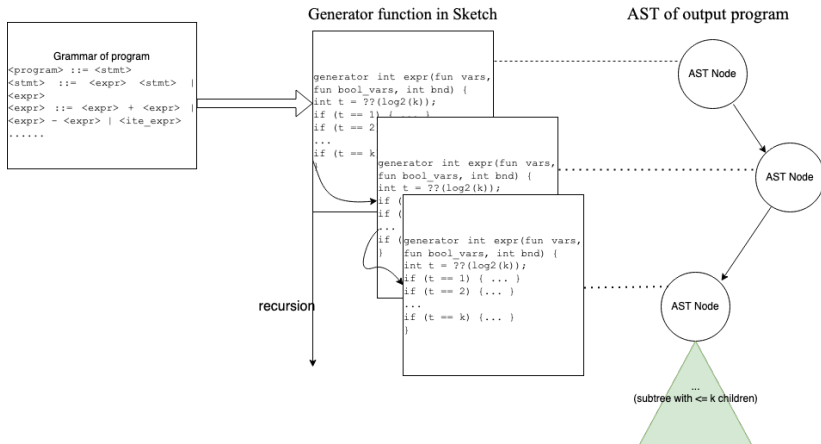 Generator function in Sketch
AST of output program
Grammar of program
<program> ::= <stmt>
<stmt> ::= <expr> <stmt> |
<expr>
<expr> ::= <expr> + <expr> |
<expr> - <expr> | <ite_expr>
......
generator int expr(fun vars,
fun bool_vars, int bnd) {
int t = ??(log2(k));
if (t == 1) { ... }
if (t == 2
...
if (t == k
}
generator int expr(fun vars,
fun bool_vars, int bnd) {
int t = ??(log2(k));
if (
if (
...
if (
}
generator int expr(fun vars,
fun bool_vars, int bnd) {
int t = ??(log2(k));
if (t == 1) { ... }
if (t == 2) {... }
...
if (t == k) {... }
}
recursion
AST Node
AST Node
AST Node
...
(subtree with <= k children)